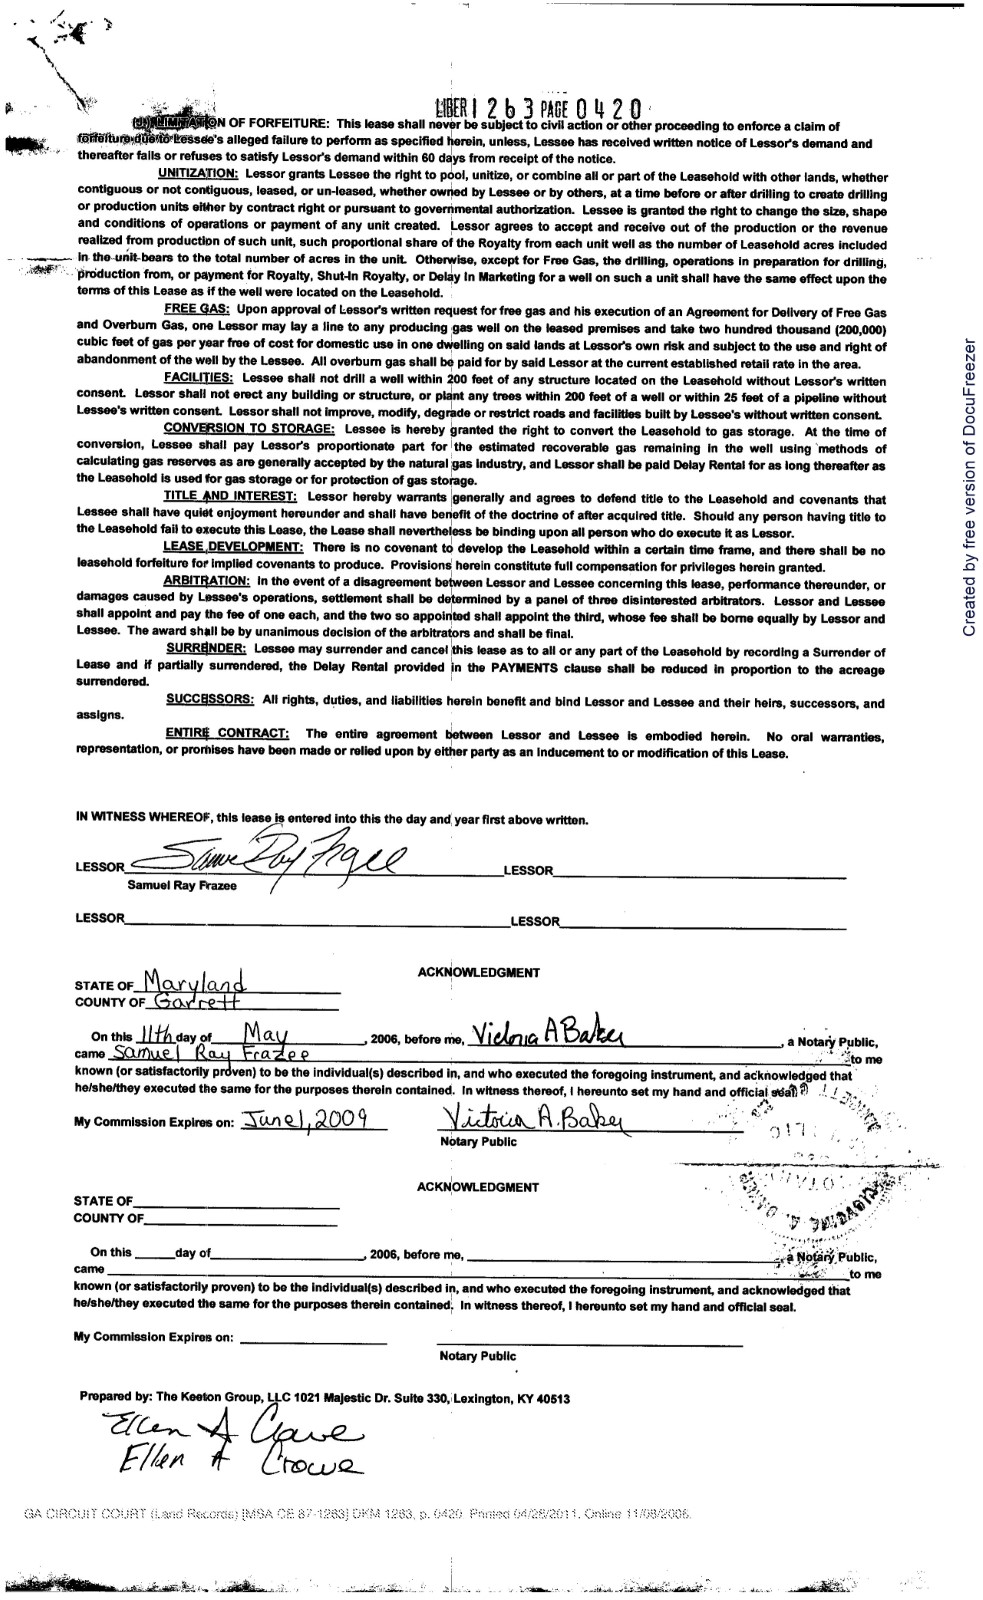 LIBER 1 2 6 3 PAGE 0 4 2 0
(J) LIMITATION OF FORFEITURE: This lease shall never be subject to civil action or other proceeding to enforce a claim of
forfeiture due to Lessee's alleged failure to perform as specified herein, unless, Lessee has received written notice of Lessor's demand and
thereafter fails or refuses to satisfy Lessor's demand within 60 days from receipt of the notice.
UNITIZATION: Lessor grants Lessee the right to pool, unitize, or combine all or part of the Leasehold with other lands, whether
contiguous or not contiguous, leased, or un-leased, whether owned by Lessee or by others, at a time before or after drilling to create drilling
or production units either by contract right or pursuant to governmental authorization. Lessee is granted the right to change the size, shape
and conditions of operations or payment of any unit created. Lessor agrees to accept and receive out of the production or the revenue
realized from production of such unit, such proportional share of the Royalty from each unit well as the number of Leasehold acres included
in the unit bears to the total number of acres in the unit. Otherwise, except for Free Gas, the drilling, operations in preparation for drilling,
production from, or payment for Royalty, Shut-In Royalty, or Delay In Marketing for a well on such a unit shall have the same effect upon the
terms of this Lease as if the well were located on the Leasehold.
FREE GAS: Upon approval of Lessor's written request for free gas and his execution of an Agreement for Delivery of Free Gas
and Overburn Gas, one Lessor may lay a line to any producing gas well on the leased premises and take two hundred thousand (200,000)
cubic feet of gas per year free of cost for domestic use in one dwelling on said lands at Lessor's own risk and subject to the use and right of
abandonment of the well by the Lessee. All overburn gas shall be paid for by said Lessor at the current established retail rate in the area.
FACILITIES: Lessee shall not drill a well within 200 feet of any structure located on the Leasehold without Lessor's written
consent. Lessor shall not erect any building or structure, or plant any trees within 200 feet of a well or within 25 feet of a pipeline without
Lessee's written consent. Lessor shall not improve, modify, degrade or restrict roads and facilities built by Lessee's without written consent.
CONVERSION TO STORAGE: Lessee is hereby granted the right to convert the Leasehold to gas storage. At the time of
conversion, Lessee shall pay Lessor's proportionate part for the estimated recoverable gas remaining in the well using methods of
calculating gas reserves as are generally accepted by the natural gas industry, and Lessor shall be paid Delay Rental for as long thereafter as
the Leasehold is used for gas storage or for protection of gas storage.
TITLE AND INTEREST: Lessor hereby warrants generally and agrees to defend title to the Leasehold and covenants that
Lessee shall have quiet enjoyment hereunder and shall have benefit of the doctrine of after acquired title. Should any person having title to
the Leasehold fail to execute this Lease, the Lease shall nevertheless be binding upon all person who do execute it as Lessor.
LEASE DEVELOPMENT: There is no covenant to develop the Leasehold within a certain time frame, and there shall be no
leasehold forfeiture for implied covenants to produce. Provisions herein constitute full compensation for privileges herein granted.
ARBITRATION: In the event of a disagreement between Lessor and Lessee concerning this lease, performance thereunder, or
damages caused by Lessee's operations, settlement shall be determined by a panel of three disinterested arbitrators. Lessor and Lessee
shall appoint and pay the fee of one each, and the two so appointed shall appoint the third, whose fee shall be borne equally by Lessor and
Lessee. The award shall be by unanimous decision of the arbitrators and shall be final.
SURRENDER: Lessee may surrender and cancel this lease as to all or any part of the Leasehold by recording a Surrender of
Lease and if partially surrendered, the Delay Rental provided in the PAYMENTS clause shall be reduced in proportion to the acreage
surrendered.
SUCCESSORS: All rights, duties, and liabilities herein benefit and bind Lessor and Lessee and their heirs, successors, and
assigns.
ENTIRE CONTRACT: The entire agreement between Lessor and Lessee is embodied herein. No oral warranties,
representation, or promises have been made or relied upon by either party as an inducement to or modification of this Lease.
IN WITNESS WHEREOF, this lease is entered into this the day and year first above written.
LESSOR Samuel Ray Frazee LESSOR
Samuel Ray Frazee
LESSOR LESSOR
ACKNOWLEDGMENT
STATE OF Maryland
COUNTY OF Garrett
On this 11th day of May, 2006, before me, Victoria A Baker, a Notary Public,
came Samuel Ray Frazee to me
known (or satisfactorily proven) to be the individual(s) described in, and who executed the foregoing instrument, and acknowledged that
he/she/they executed the same for the purposes therein contained. In witness thereof, I hereunto set my hand and official seal.
My Commission Expires on: June 1, 2009 Victoria A. Baker
Notary Public
ACKNOWLEDGMENT
STATE OF
COUNTY OF
On this day of , 2006, before me, , a Notary Public,
came to me
known (or satisfactorily proven) to be the individual(s) described in, and who executed the foregoing instrument, and acknowledged that
he/she/they executed the same for the purposes therein contained. In witness thereof, I hereunto set my hand and official seal.
My Commission Expires on:
Notary Public
Prepared by: The Keeton Group, LLC 1021 Majestic Dr. Suite 330, Lexington, KY 40513
Ellen A Crowe
Ellen A Crowe
GA CIRCUIT COURT (Land Records) [MSA CE 87-1263] DKM 1263, p. 0420. Printed 04/25/2011. Online 11/08/2006.
Created by free version of DocuFreezer